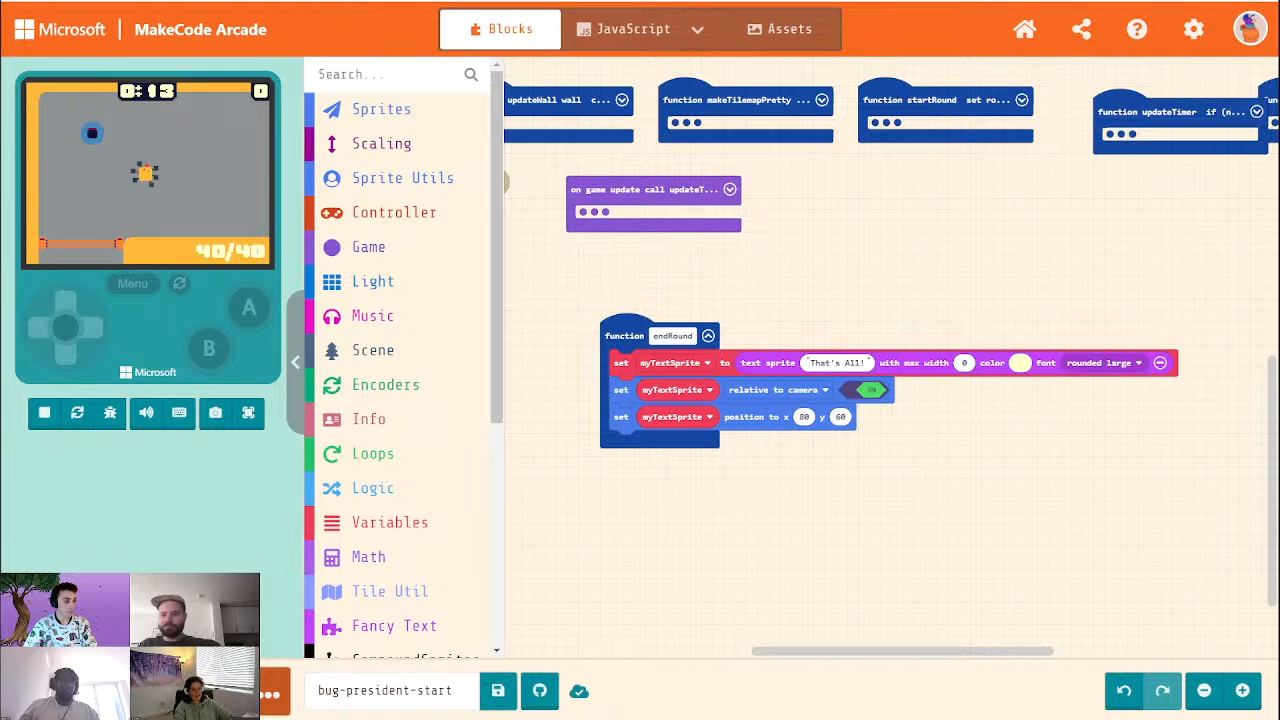 Microsoft | MakeCode Arcade
Blocks
JavaScript
Assets
0:13
0
40/40
Menu
A
B
Microsoft
Search...
Sprites
Scaling
Sprite Utils
Controller
Game
Light
Music
Scene
Encoders
Info
Loops
Logic
Variables
Math
Tile Util
Fancy Text
CompoundSprites
updateWall wall c...
function makeTilemapPretty ...
function startRound set ro...
function updateTimer if (n...
on game update call updateT...
function endRound
set myTextSprite to text sprite "That's All!" with max width 0 color font rounded large
set myTextSprite relative to camera ON
set myTextSprite position to x 80 y 60
bug-president-start